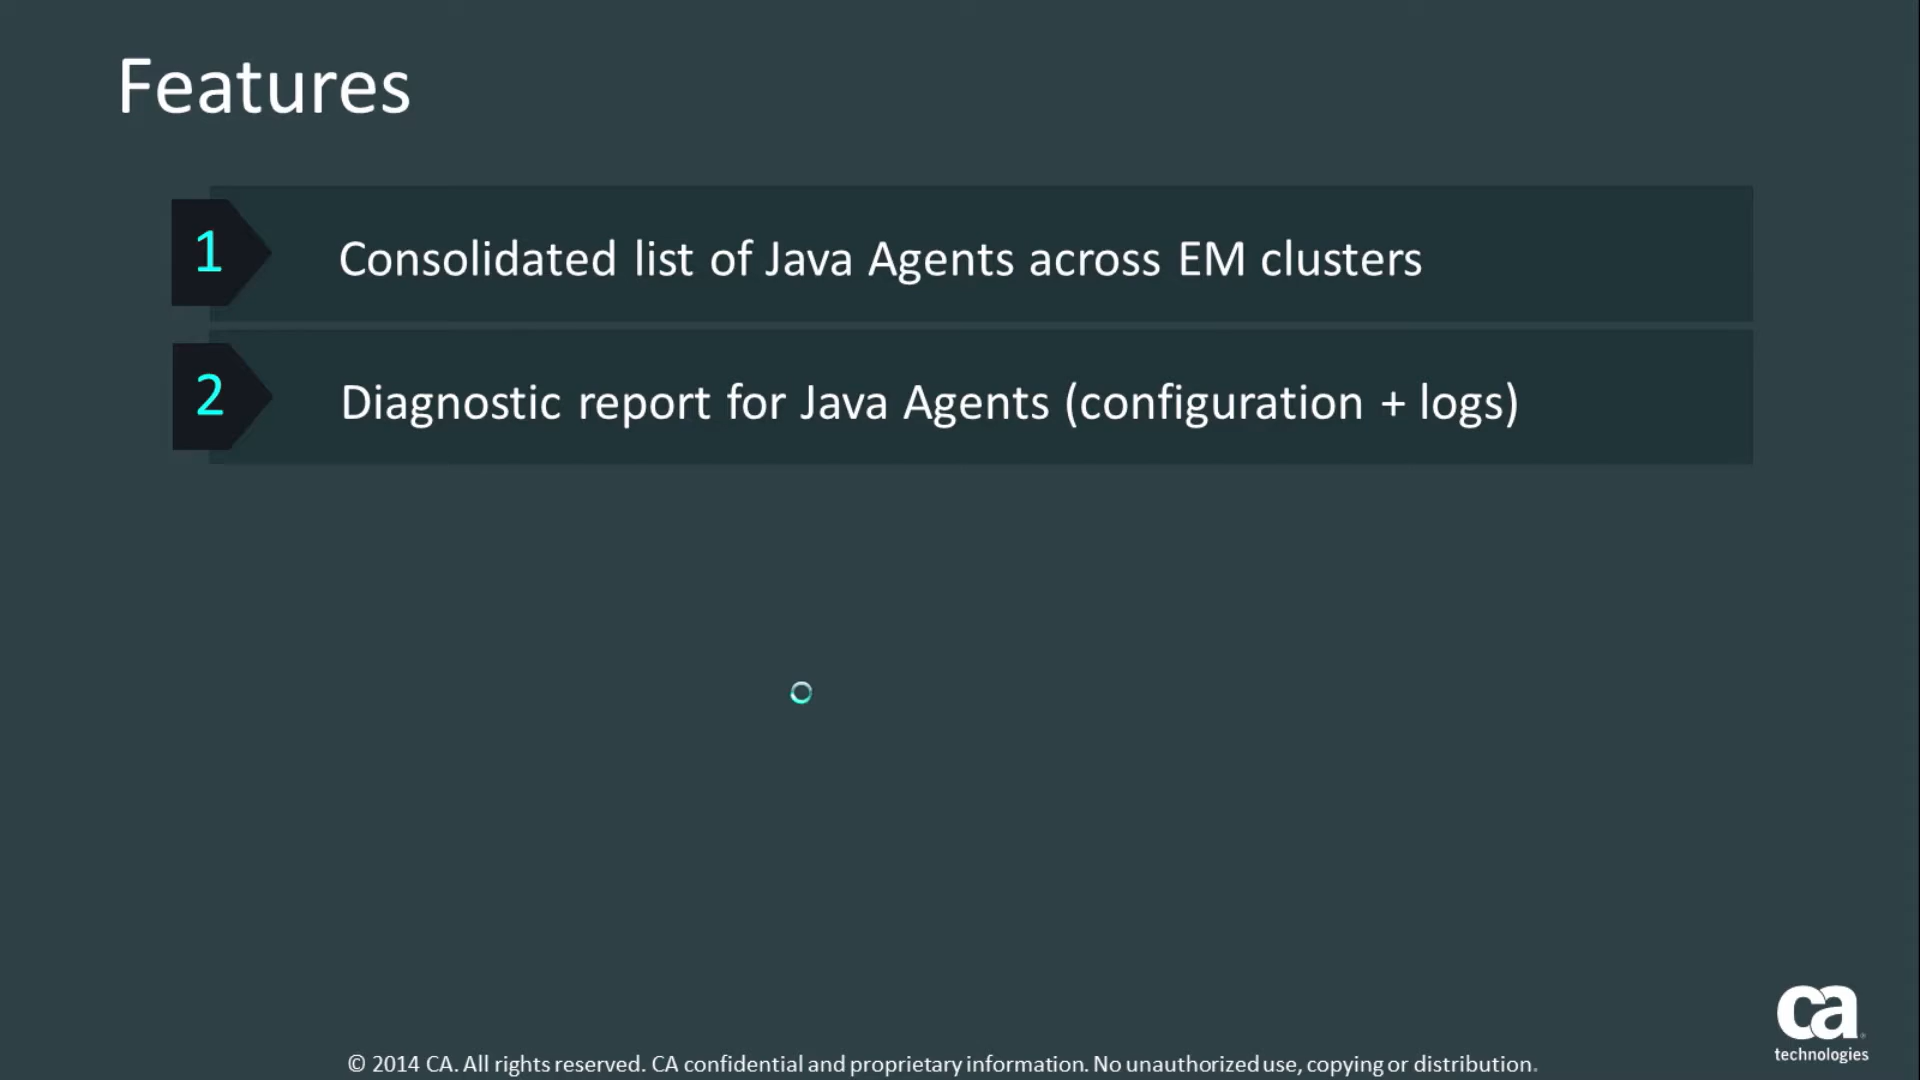 Features
1
Consolidated list of Java Agents across EM clusters
2
Diagnostic report for Java Agents (configuration + logs)
ca
technologies
© 2014 CA. All rights reserved. CA confidential and proprietary information. No unauthorized use, copying or distribution.